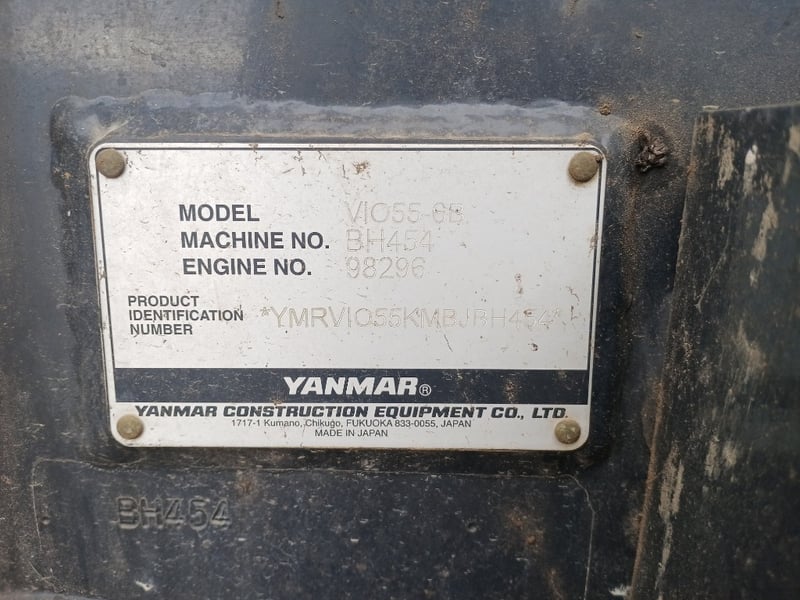 MODEL VIO55-6B
MACHINE NO. BH454
ENGINE NO. 98296
PRODUCT
IDENTIFICATION
NUMBER *YMRVIO55KMBJBH454*
YANMAR®
YANMAR CONSTRUCTION EQUIPMENT CO., LTD.
1717-1 Kumano, Chikugo, FUKUOKA 833-0055, JAPAN
MADE IN JAPAN
BH454